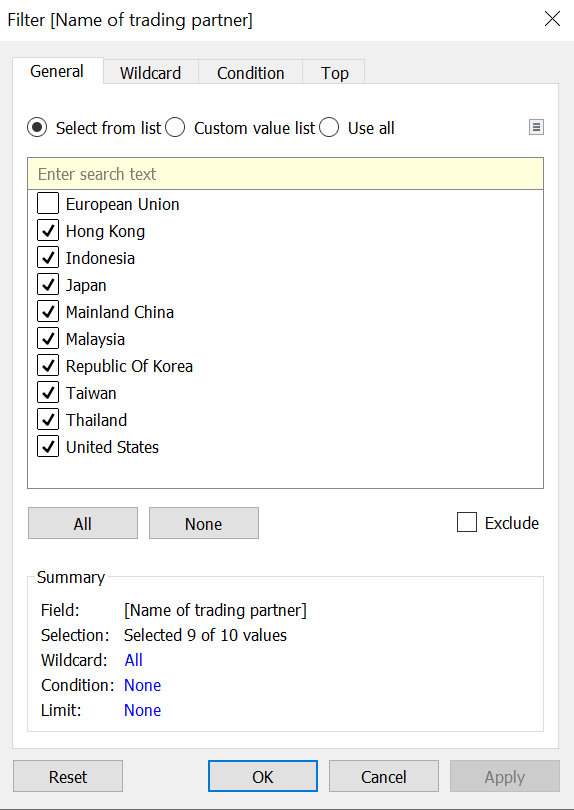 Filter [Name of trading partner]
General Wildcard Condition Top
Select from list Custom value list Use all
Enter search text
European Union
Hong Kong
Indonesia
Japan
Mainland China
Malaysia
Republic Of Korea
Taiwan
Thailand
United States
All None Exclude
Summary
Field: [Name of trading partner]
Selection: Selected 9 of 10 values
Wildcard: All
Condition: None
Limit: None
Reset OK Cancel Apply